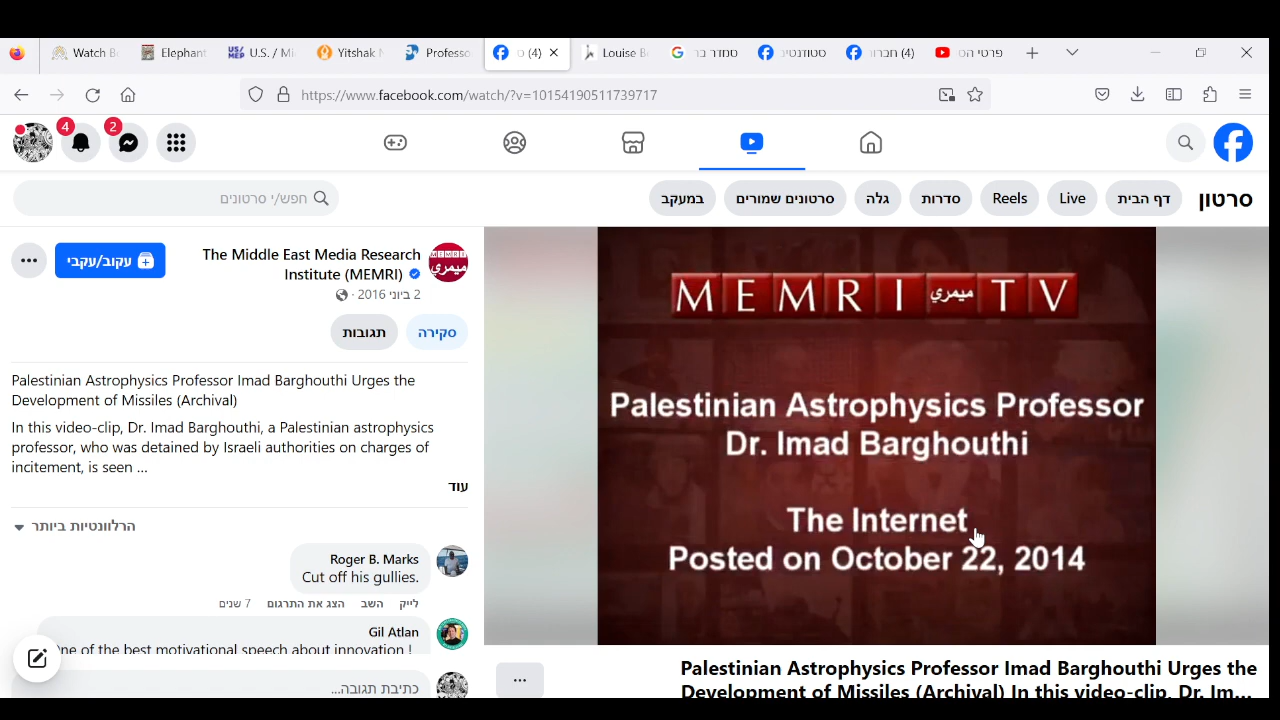 Watch B
Elephant
U.S. / Mi
Yitshak
Professo
(4)
Louise B
סמדר בר
סטודנטי
(4) חברו
פרטי הס
https://www.facebook.com/watch/?v=10154190511739717
4
2
סרטון
דף הבית
Live
Reels
סדרות
גלה
סרטונים שמורים
במעקב
חפש/י סרטונים
The Middle East Media Research
Institute (MEMRI)
עקוב/עקבי
2 ביוני 2016 ·
סקירה
תגובות
Palestinian Astrophysics Professor Imad Barghouthi Urges the
Development of Missiles (Archival)
In this video-clip, Dr. Imad Barghouthi, a Palestinian astrophysics
professor, who was detained by Israeli authorities on charges of
incitement, is seen ...
עוד
הרלוונטיות ביותר
Roger B. Marks
Cut off his gullies.
לייק השב הצג את התרגום 7 שנים
Gil Atlan
One of the best motivational speech about innovation !
כתיבת תגובה...
MEMRI
ميمري
TV
Palestinian Astrophysics Professor
Dr. Imad Barghouthi
The Internet
Posted on October 22, 2014
Palestinian Astrophysics Professor Imad Barghouthi Urges the
Development of Missiles (Archival) In this video-clip, Dr. Im...